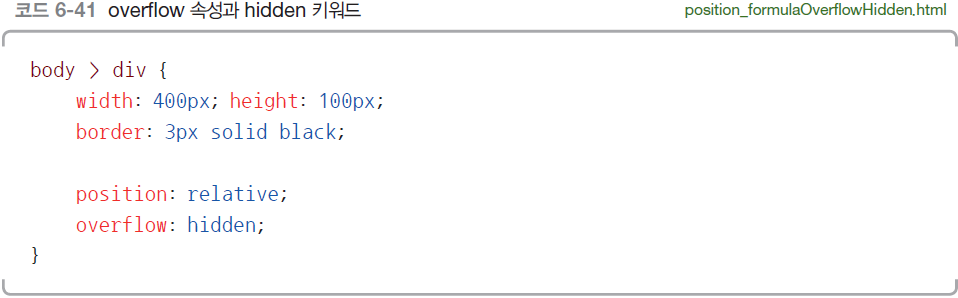 코드 6-41 overflow 속성과 hidden 키워드 position_formulaOverflowHidden.html
body > div {
width: 400px; height: 100px;
border: 3px solid black;
position: relative;
overflow: hidden;
}